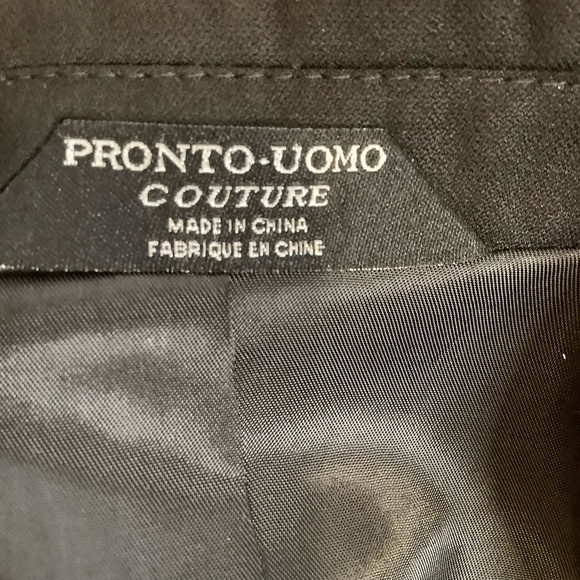 PRONTO-UOMO
COUTURE
MADE IN CHINA
FABRIQUE EN CHINE